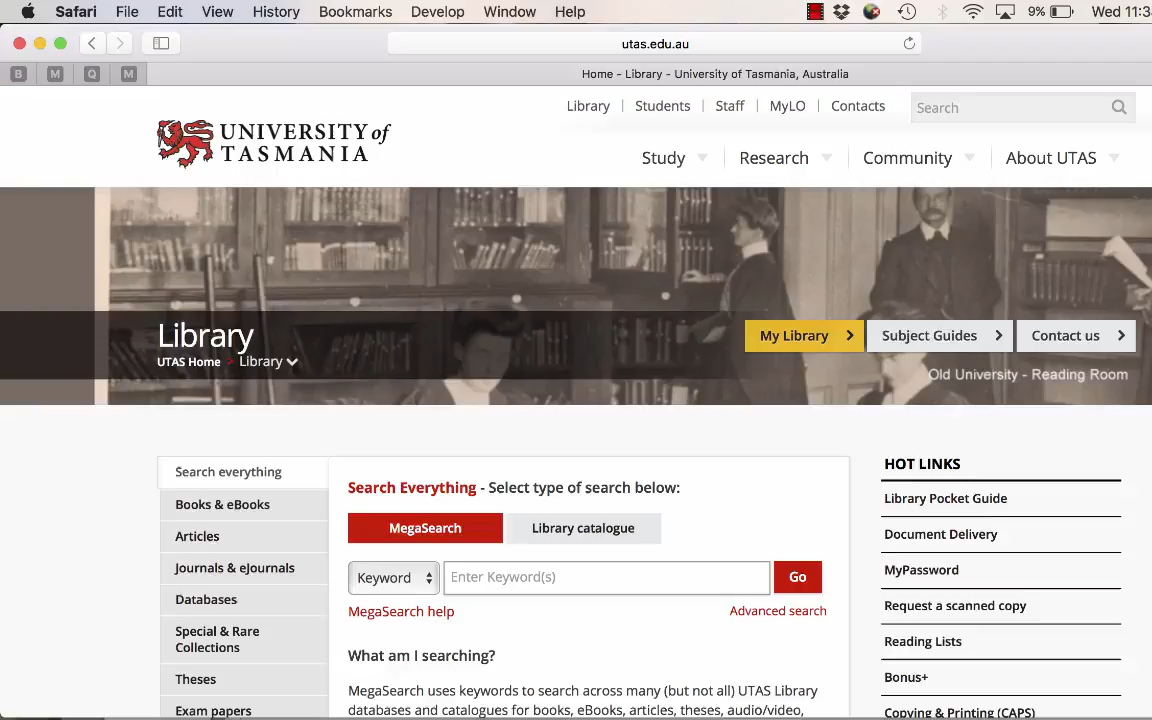 Safari File Edit View History Bookmarks Develop Window Help 9% Wed 11:3
utas.edu.au
B M Q M Home - Library - University of Tasmania, Australia
Library Students Staff MyLO Contacts Search
UNIVERSITY of
TASMANIA
Study Research Community About UTAS
Library
UTAS Home > Library
My Library Subject Guides Contact us
Old University - Reading Room
Search everything
Books & eBooks
Articles
Journals & eJournals
Databases
Special & Rare
Collections
Theses
Exam papers
Search Everything - Select type of search below:
MegaSearch Library catalogue
Keyword Enter Keyword(s) Go
MegaSearch help Advanced search
What am I searching?
MegaSearch uses keywords to search across many (but not all) UTAS Library
databases and catalogues for books, eBooks, articles, theses, audio/video,
HOT LINKS
Library Pocket Guide
Document Delivery
MyPassword
Request a scanned copy
Reading Lists
Bonus+
Copying & Printing (CAPS)